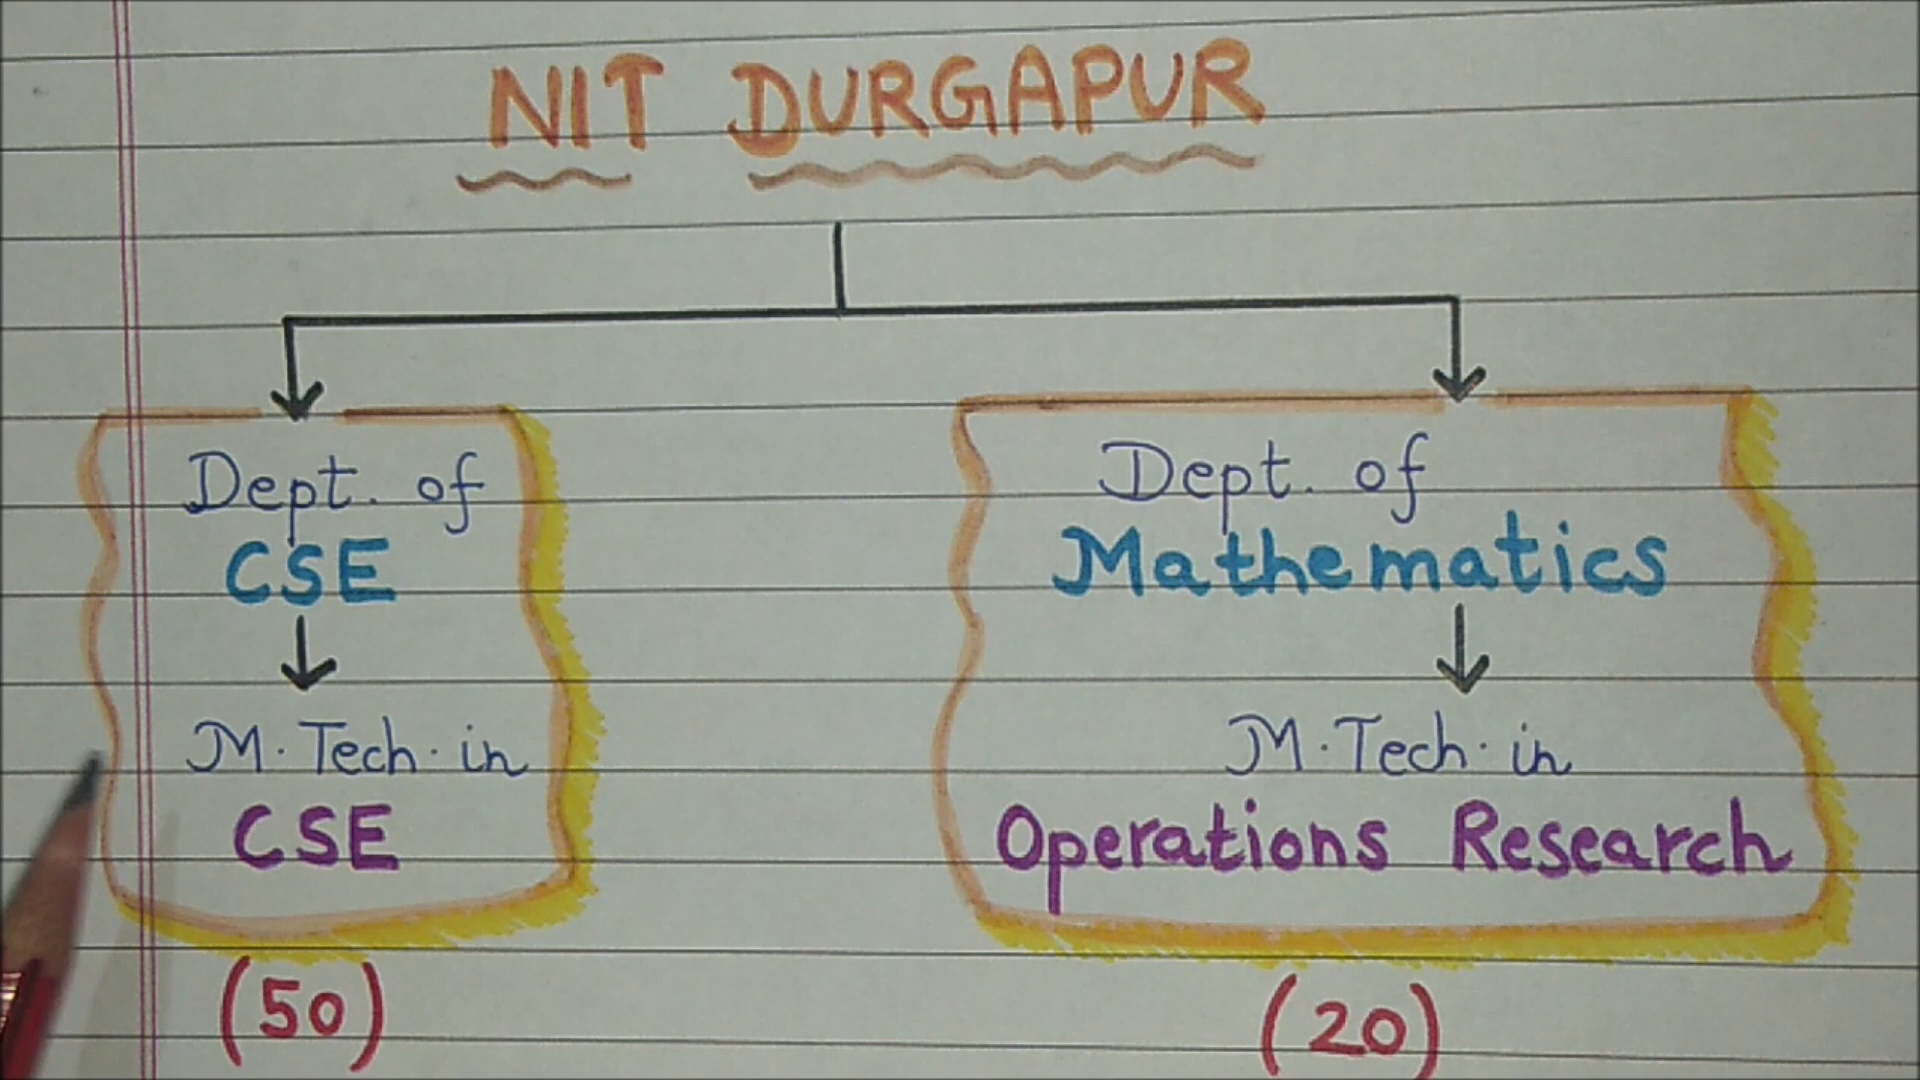 NIT DURGAPUR
Dept. of
CSE
M. Tech. in
CSE
(50)
Dept. of
Mathematics
M. Tech. in
Operations Research
(20)